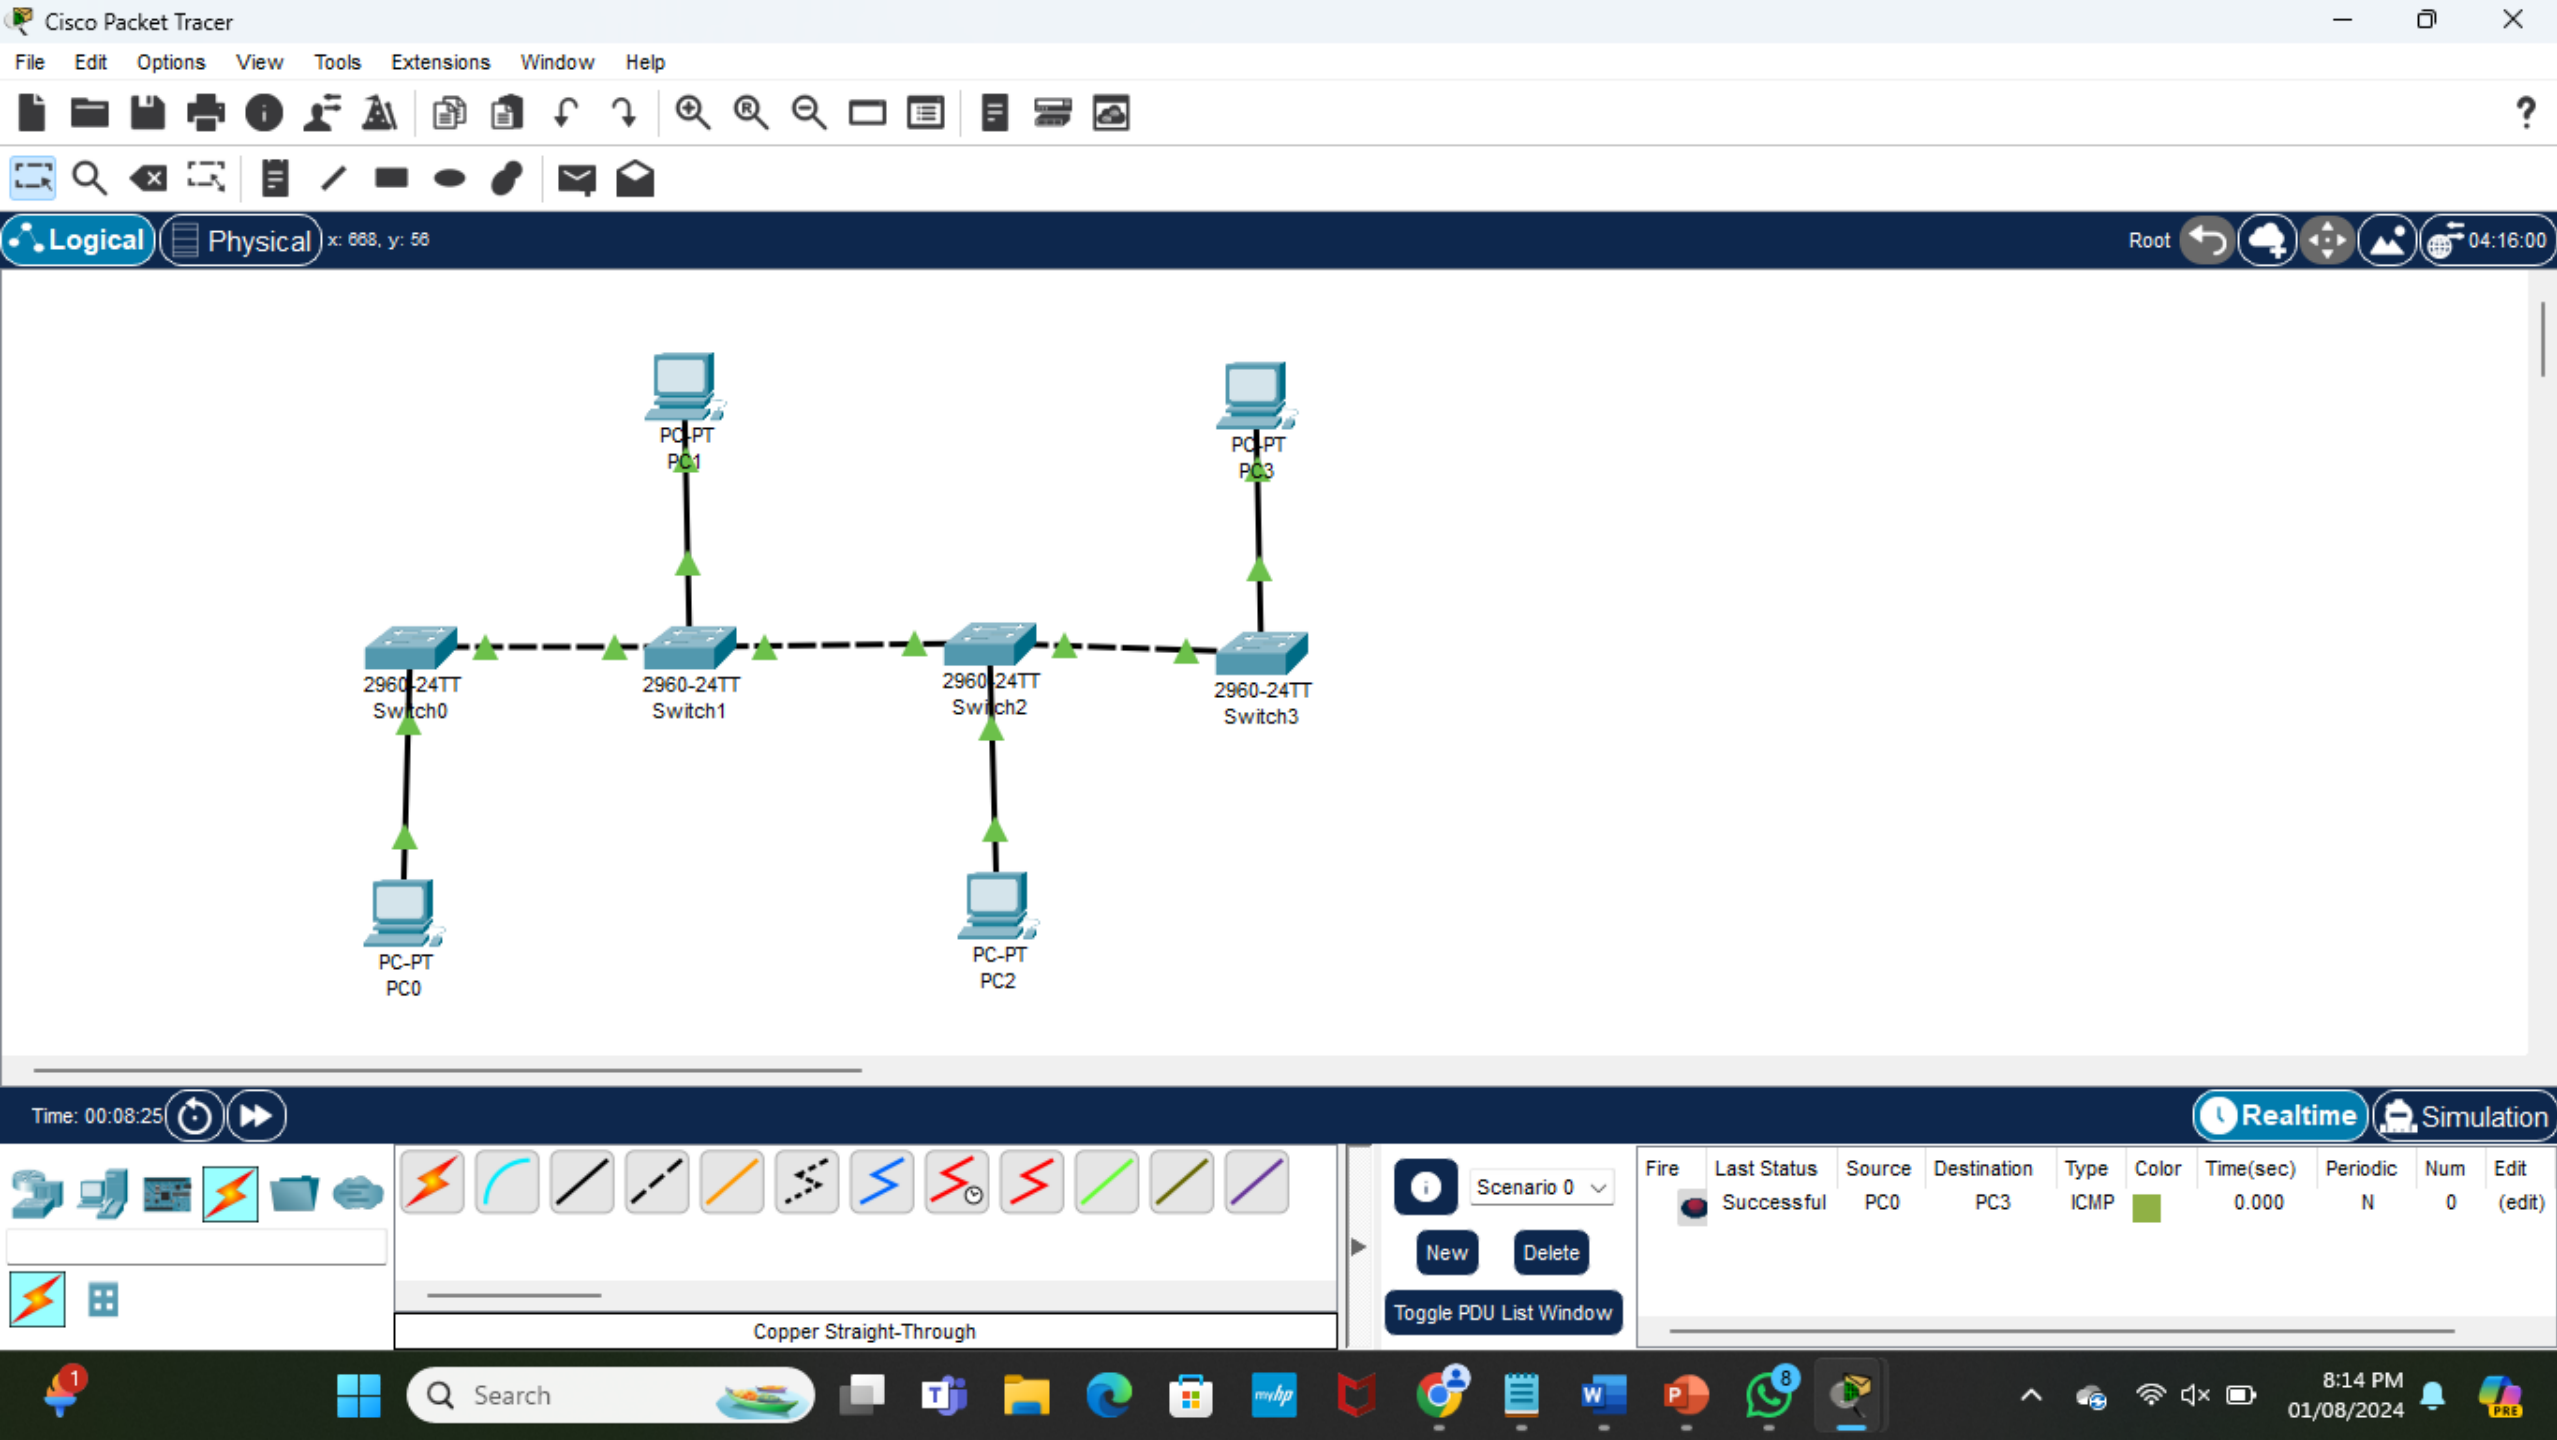 Cisco Packet Tracer
File Edit Options View Tools Extensions Window Help
Logical Physical x: 668, y: 56 Root 04:16:00
PC-PT
PC1
PC-PT
PC3
2960-24TT
Switch0
2960-24TT
Switch1
2960-24TT
Switch2
2960-24TT
Switch3
PC-PT
PC0
PC-PT
PC2
Time: 00:08:25 Realtime Simulation
Scenario 0
New Delete
Toggle PDU List Window
Fire Last Status Source Destination Type Color Time(sec) Periodic Num Edit
Successful PC0 PC3 ICMP 0.000 N 0 (edit)
Copper Straight-Through
1 Search myhp 8 8:14 PM
01/08/2024
PRE